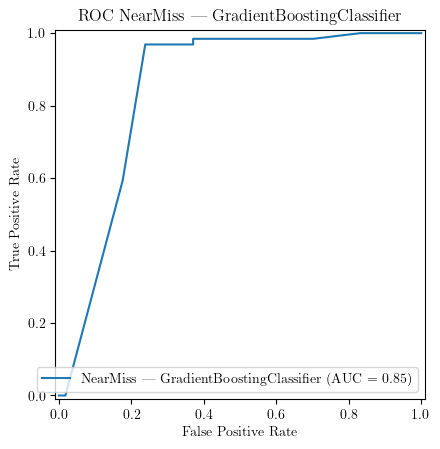 ROC NearMiss — GradientBoostingClassifier
1.0
0.8
0.6
0.4
0.2
0.0
True Positive Rate
NearMiss — GradientBoostingClassifier (AUC = 0.85)
0.0 0.2 0.4 0.6 0.8 1.0
False Positive Rate